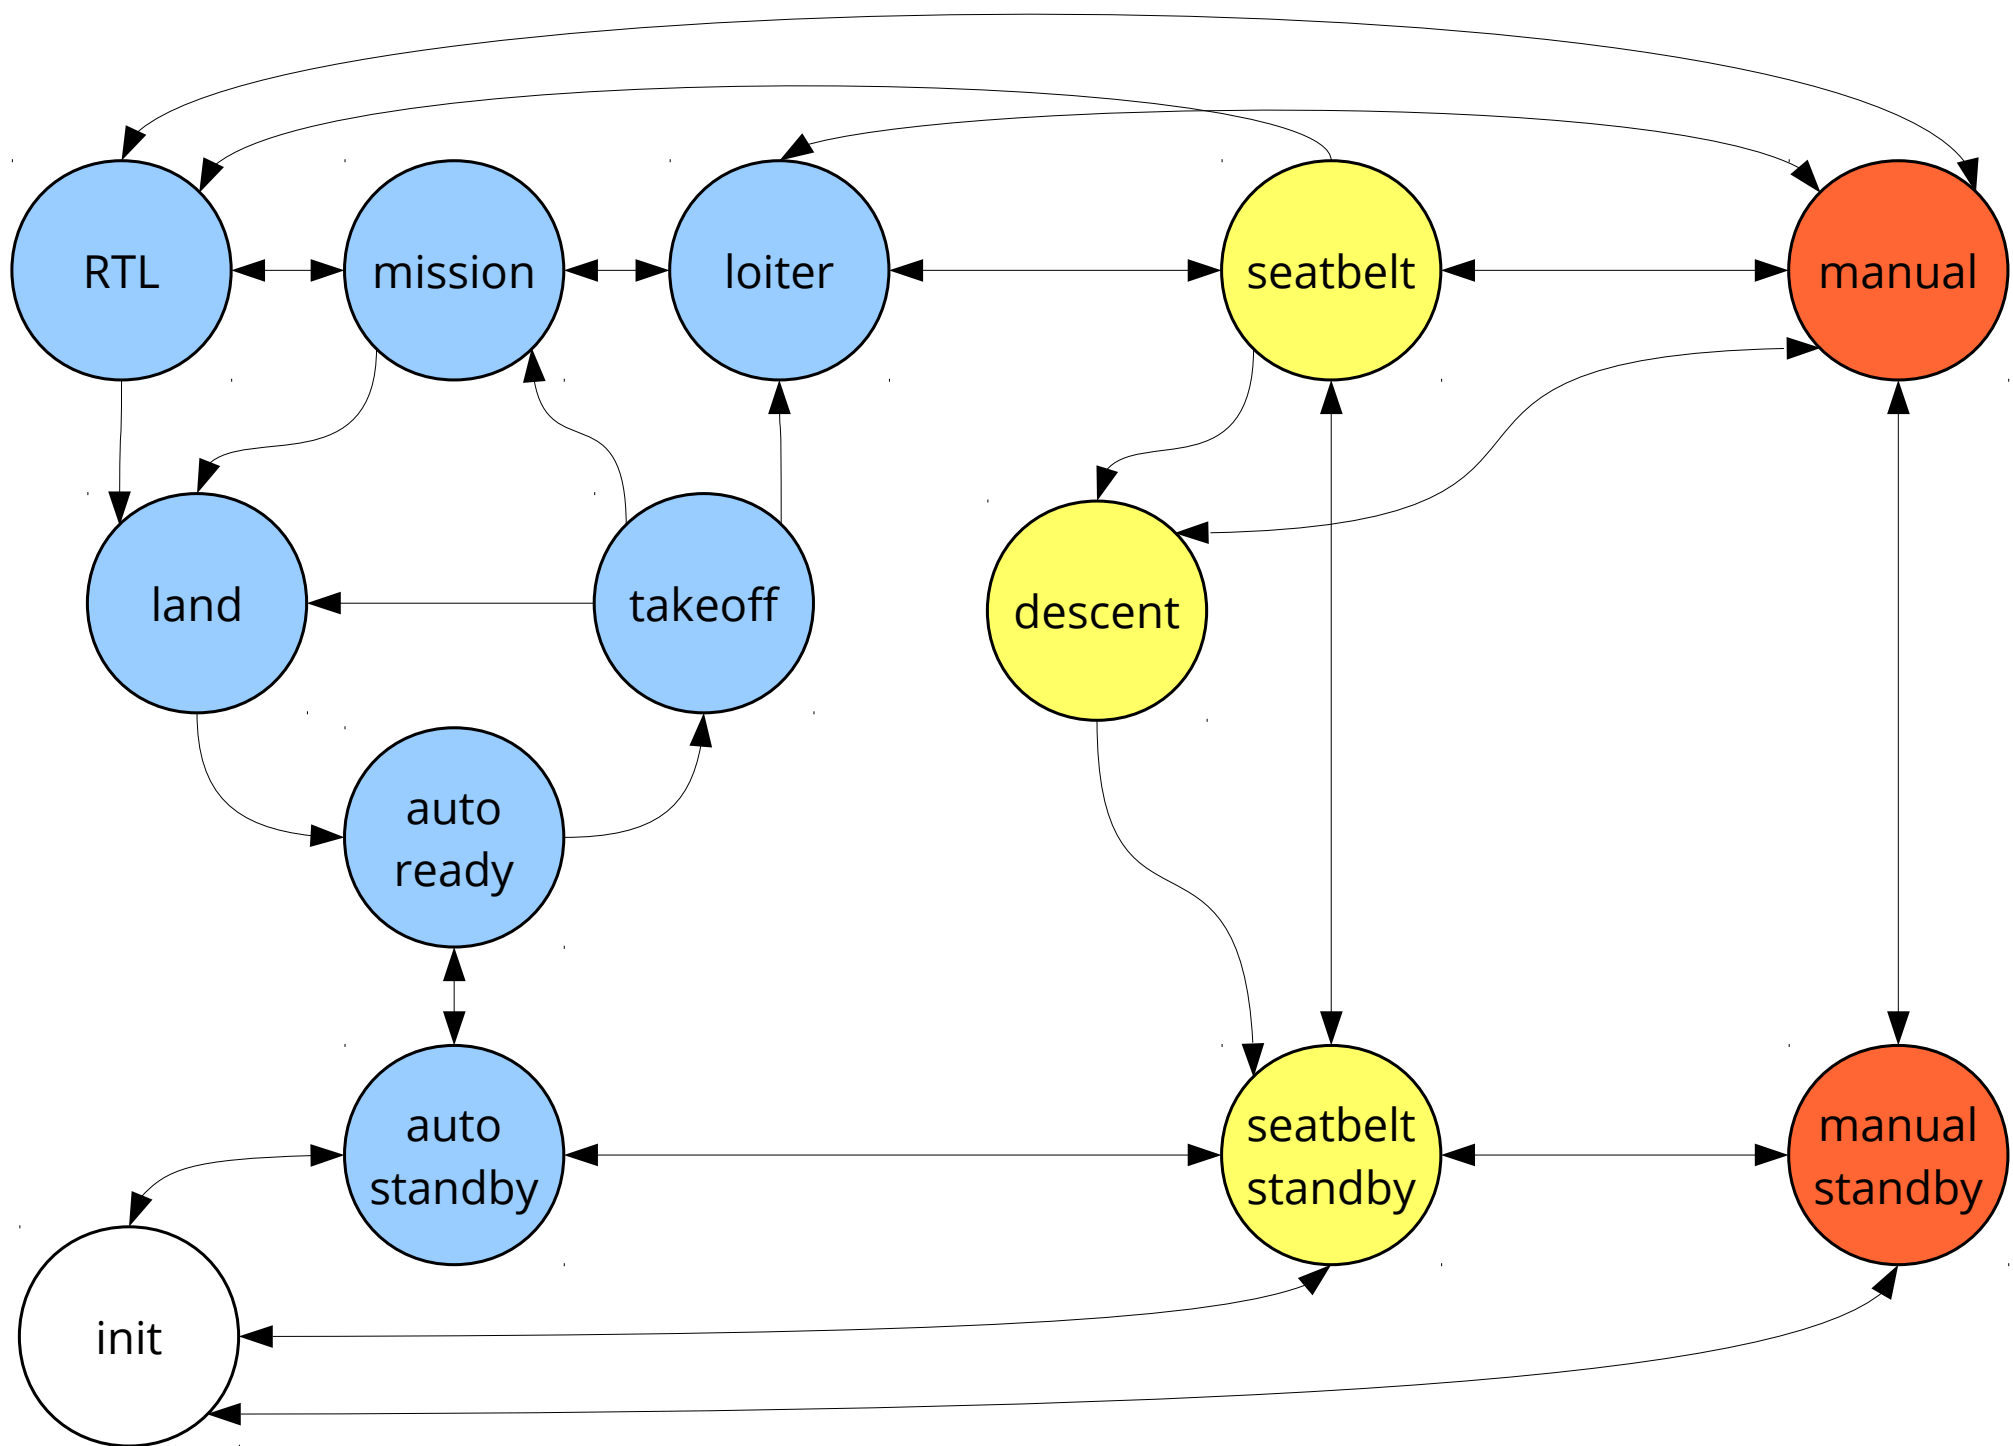 RTL
mission
loiter
seatbelt
manual
land
takeoff
descent
auto
ready
auto
standby
seatbelt
standby
manual
standby
init